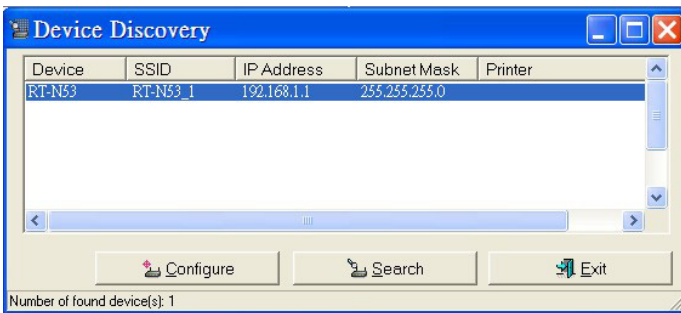 Device Discovery
Device SSID IP Address Subnet Mask Printer
RT-N53 RT-N53_1 192.168.1.1 255.255.255.0
Configure Search Exit
Number of found device(s): 1